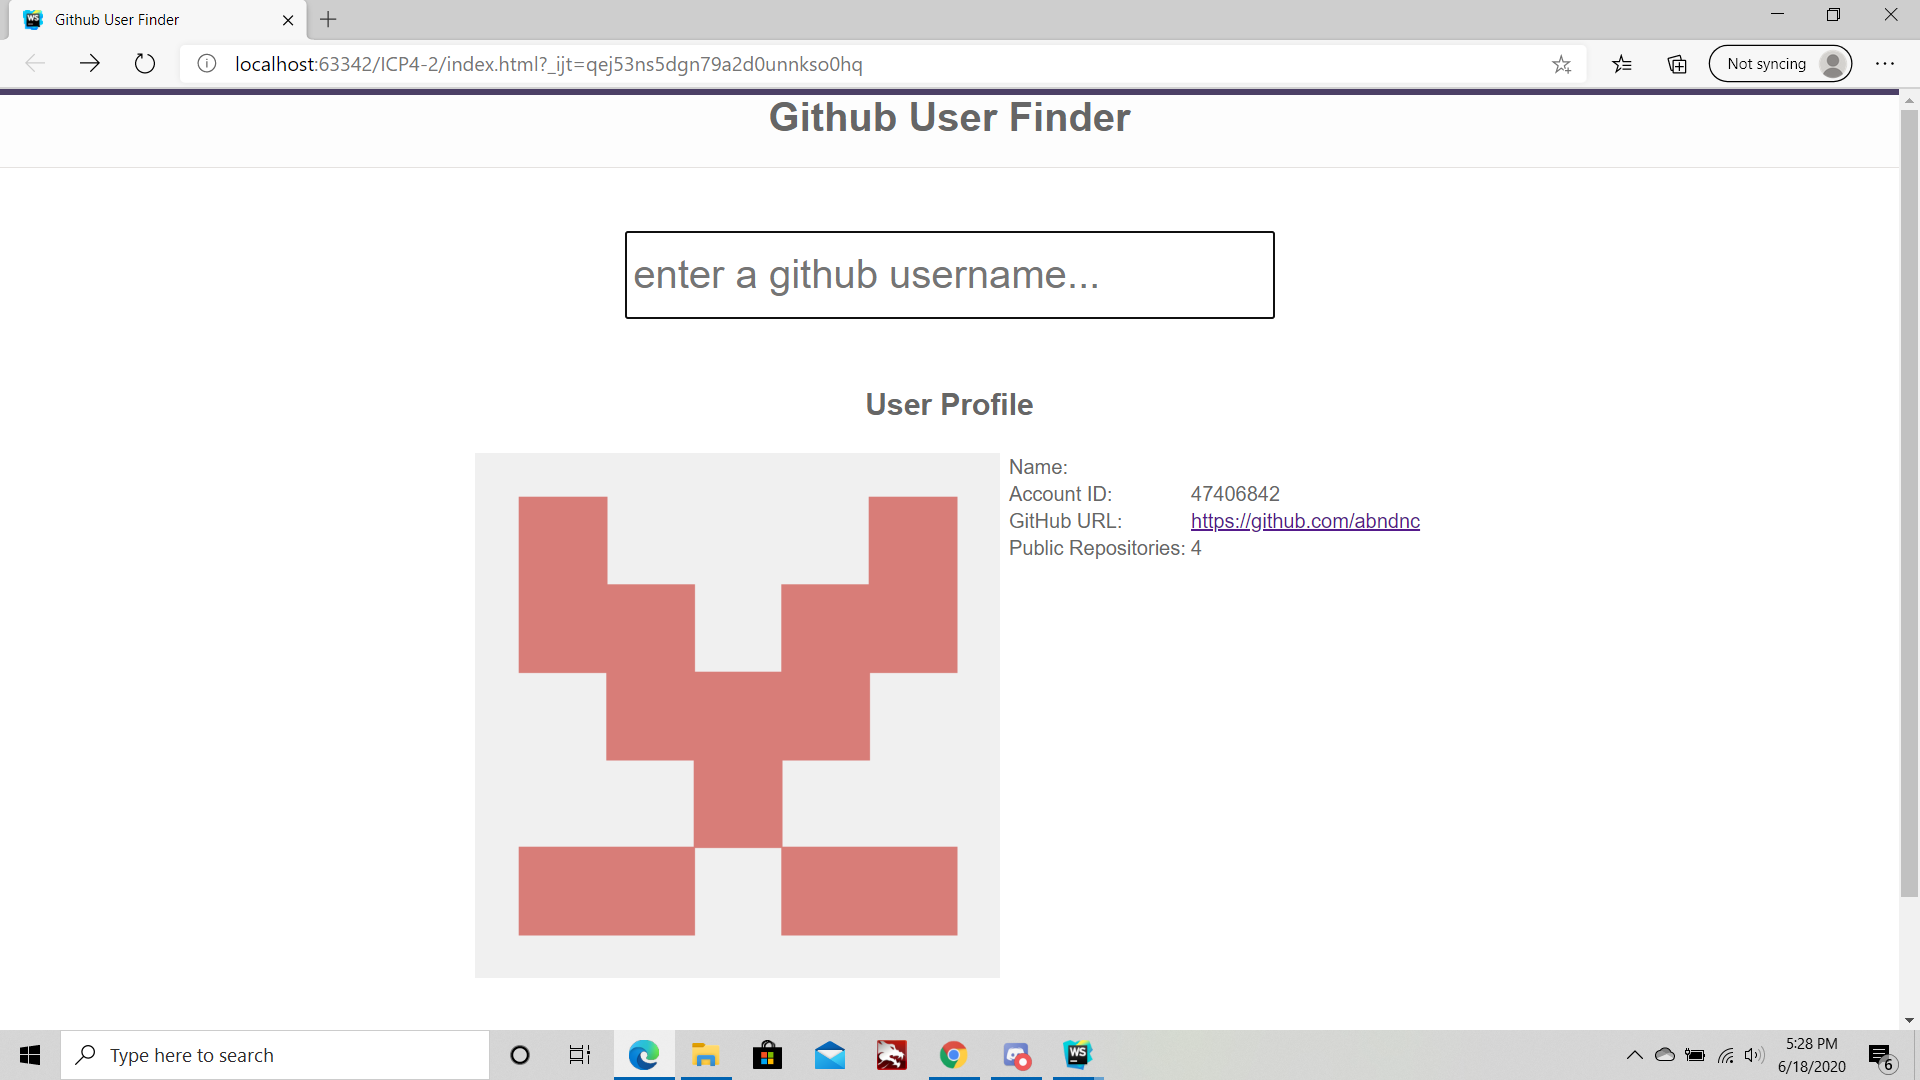 Github User Finder
localhost:63342/ICP4-2/index.html?_ijt=qej53ns5dgn79a2d0unnkso0hq
Not syncing
Github User Finder
enter a github username...
User Profile
Name:
Account ID: 47406842
GitHub URL: https://github.com/abndnc
Public Repositories: 4
Type here to search
WS
5:28 PM
6/18/2020
6